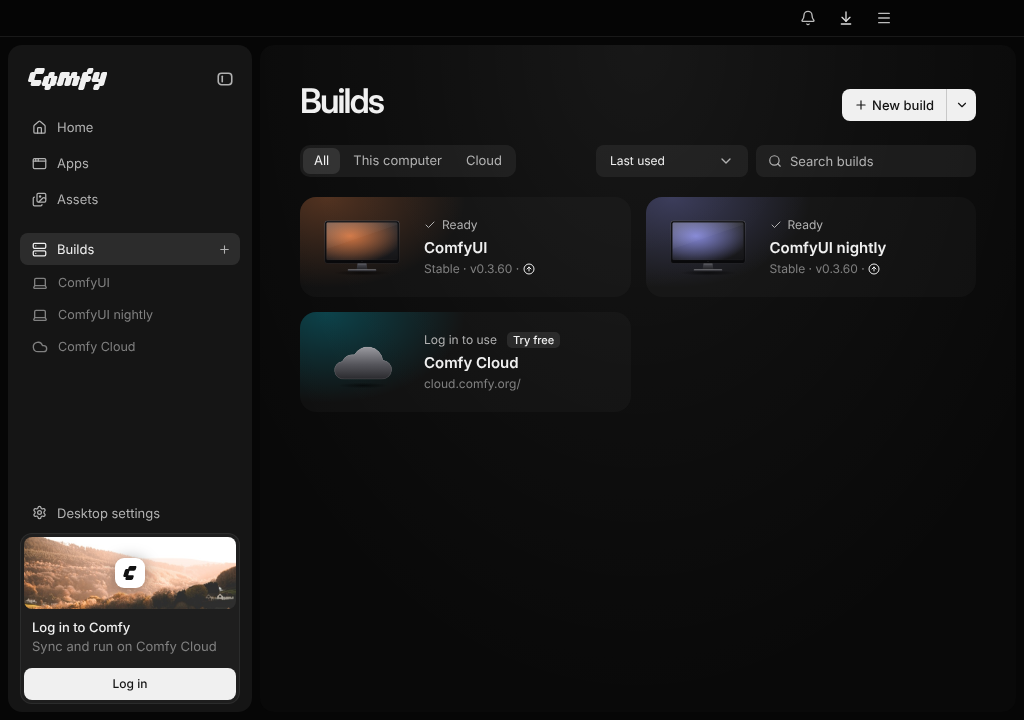 Comfy
Home
Apps
Assets
Builds
ComfyUI
ComfyUI nightly
Comfy Cloud
Desktop settings
Log in to Comfy
Sync and run on Comfy Cloud
Log in
Builds
New build
All
This computer
Cloud
Last used
Search builds
Ready
ComfyUI
Stable · v0.3.60 ·
Ready
ComfyUI nightly
Stable · v0.3.60 ·
Log in to use Try free
Comfy Cloud
cloud.comfy.org/